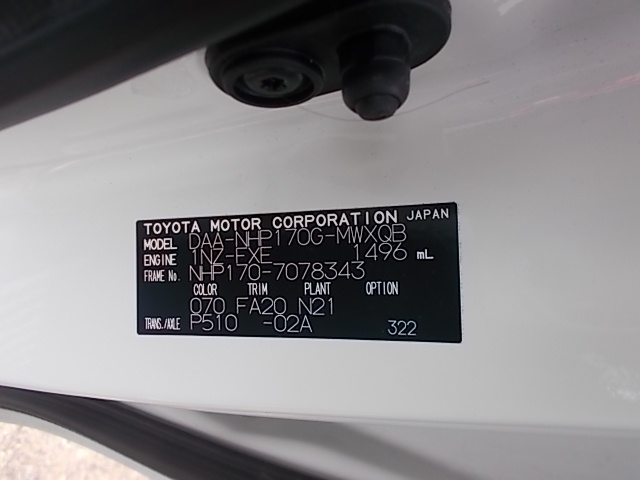 TOYOTA MOTOR CORPORATION JAPAN
MODEL DAA-NHP170G-MWXQB
ENGINE 1NZ-EXE 1496 mL
FRAME No. NHP170-7078343
COLOR TRIM PLANT OPTION
070 FA20 N21
TRANS./AXLE P510 -02A 322